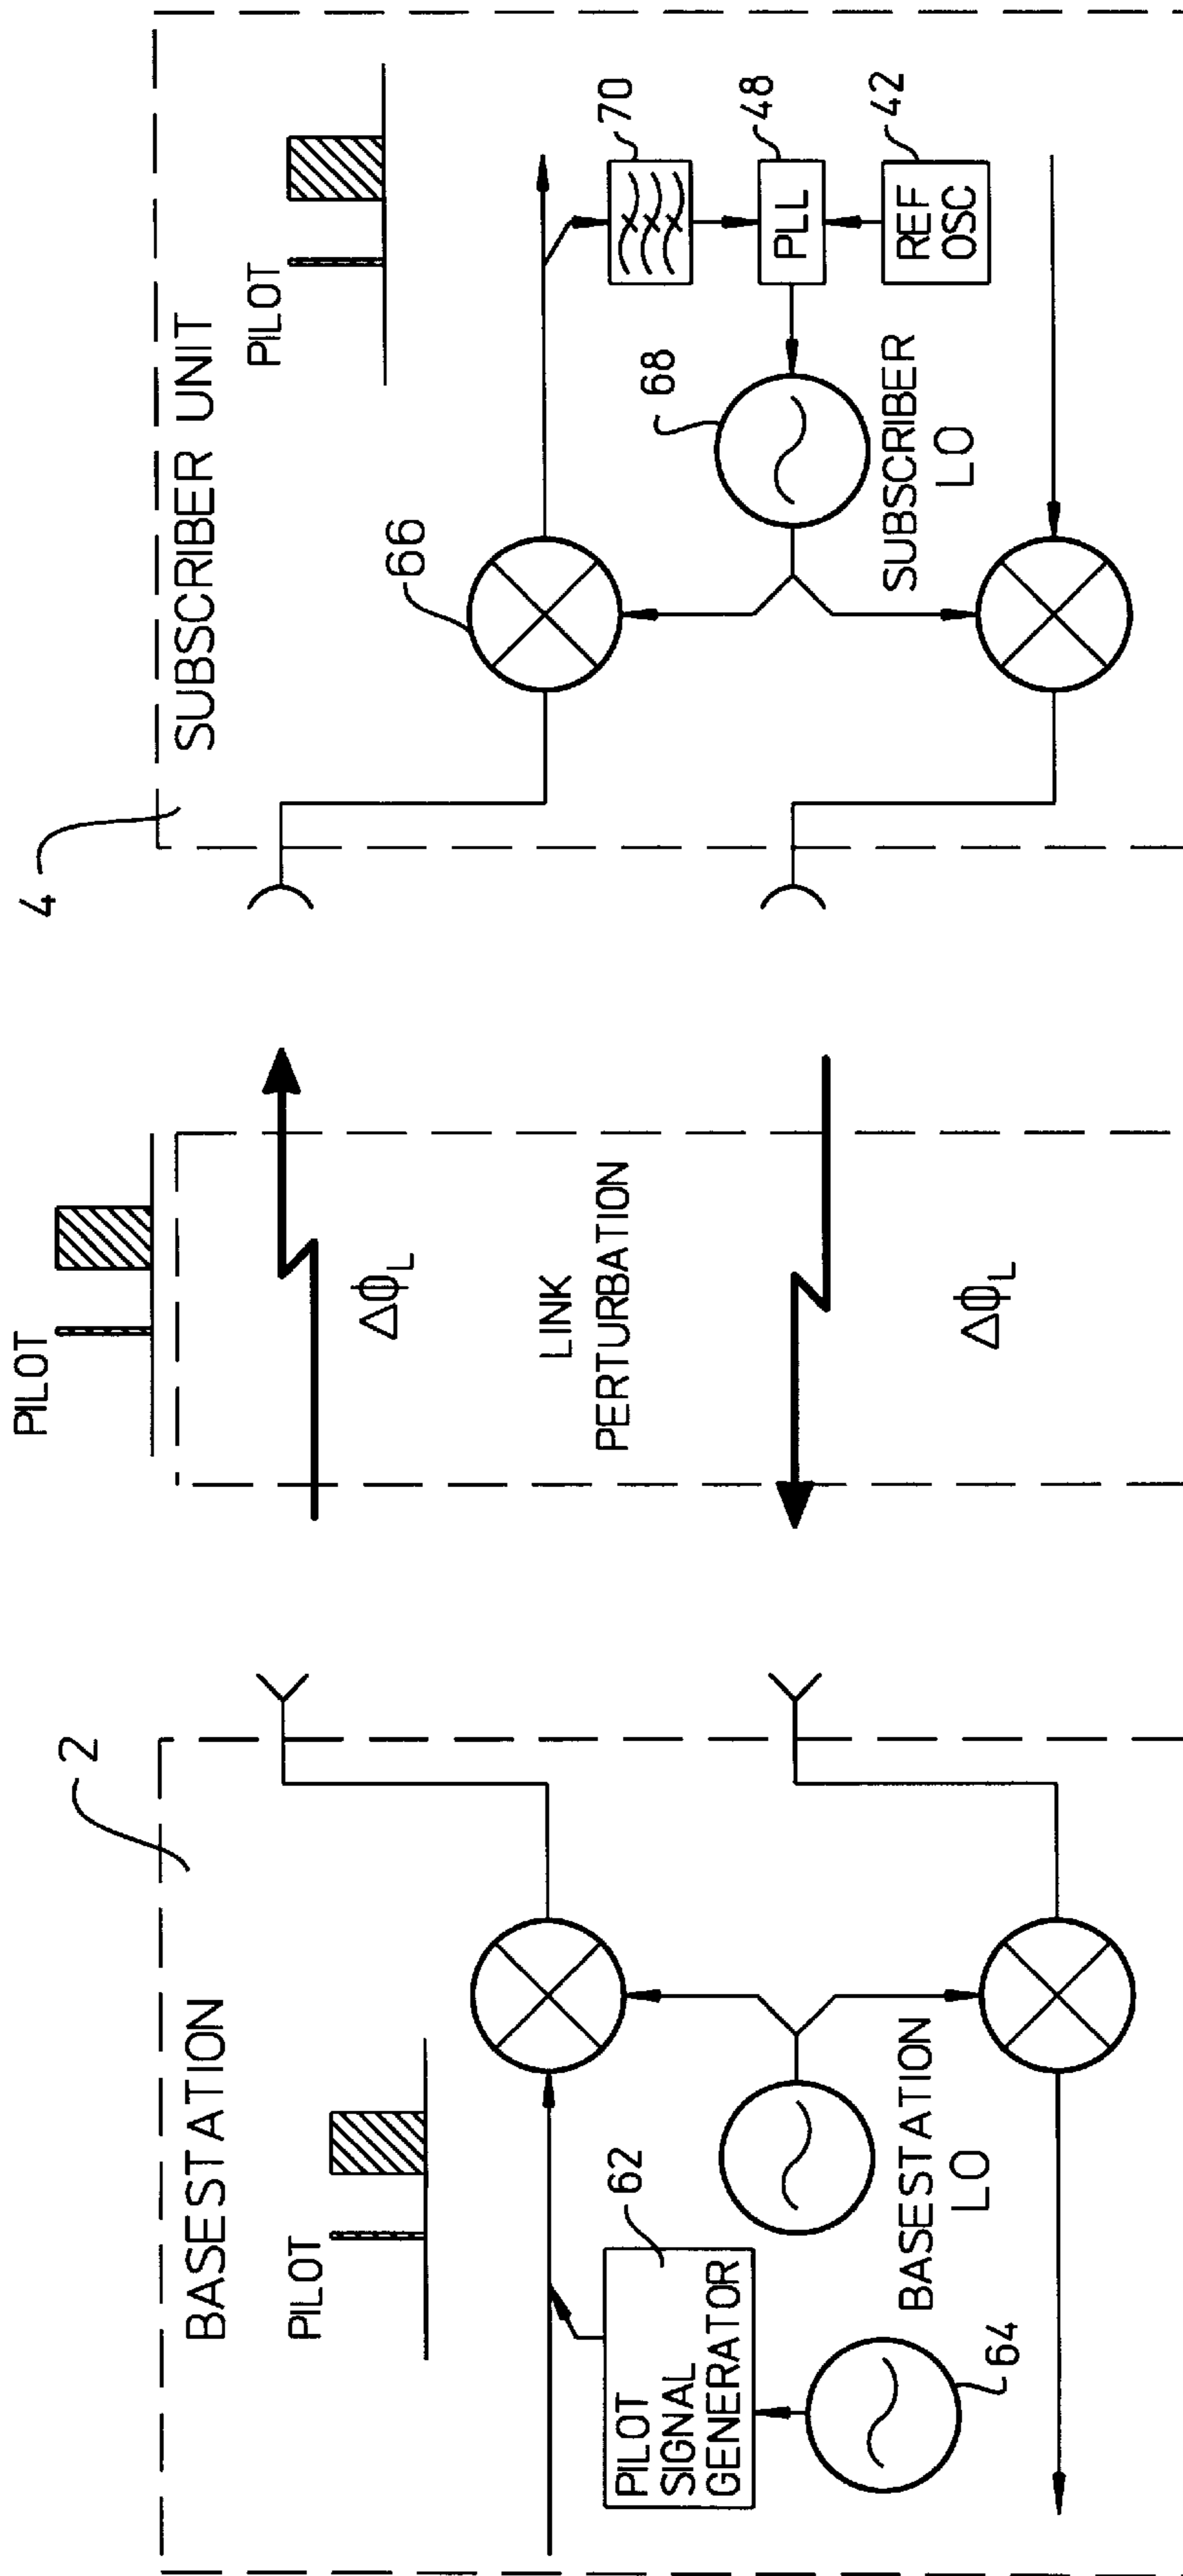 BASESTATION
2
PILOT
PILOT
SIGNAL
GENERATOR
62
64
BASESTATION
LO
PILOT
ΔΦL
LINK
PERTURBATION
ΔΦL
4
SUBSCRIBER UNIT
PILOT
66
68
SUBSCRIBER
LO
70
PLL
48
REF
OSC
42